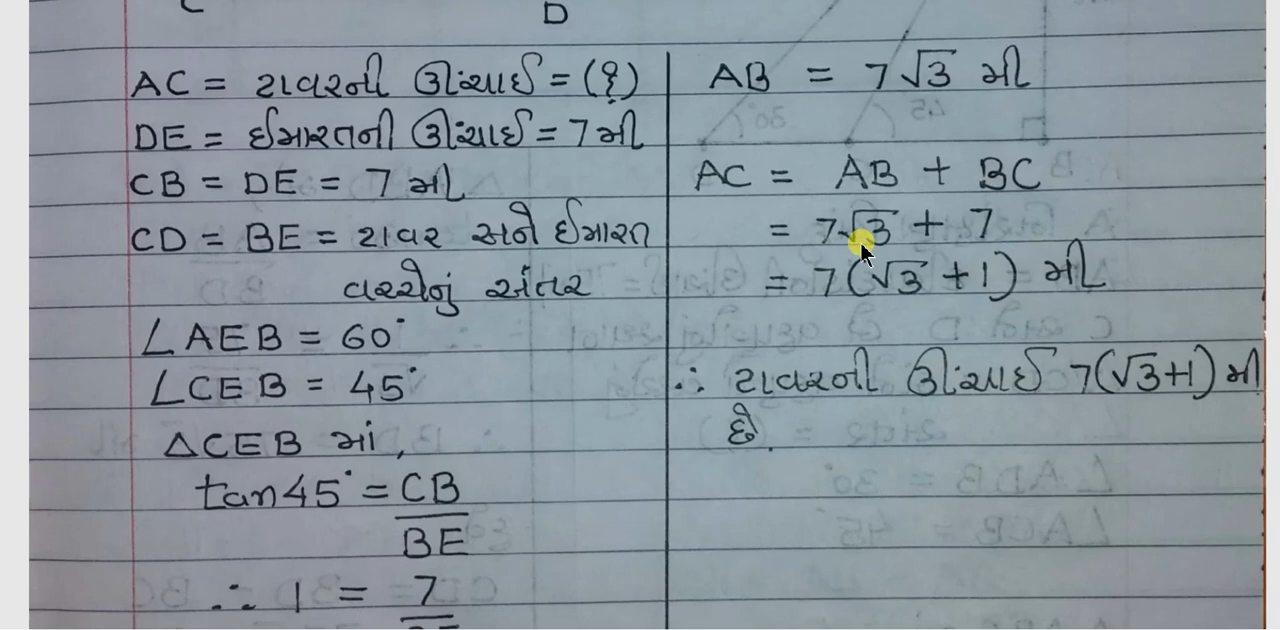 D
AC = ટાવરની ઊંચાઈ = (?)
DE = ઈમારતની ઊંચાઈ = 7 મી
CB = DE = 7 મી
CD = BE = ટાવર અને ઈમારત
વચ્ચેનું અંતર
∠AEB = 60°
∠CEB = 45°
△CEB માં,
tan45° = CB
BE
∴ 1 = 7
AB = 7√3 મી
AC = AB + BC
= 7√3 + 7
= 7(√3 + 1) મી
∴ ટાવરની ઊંચાઈ 7(√3+1) મી
છે.